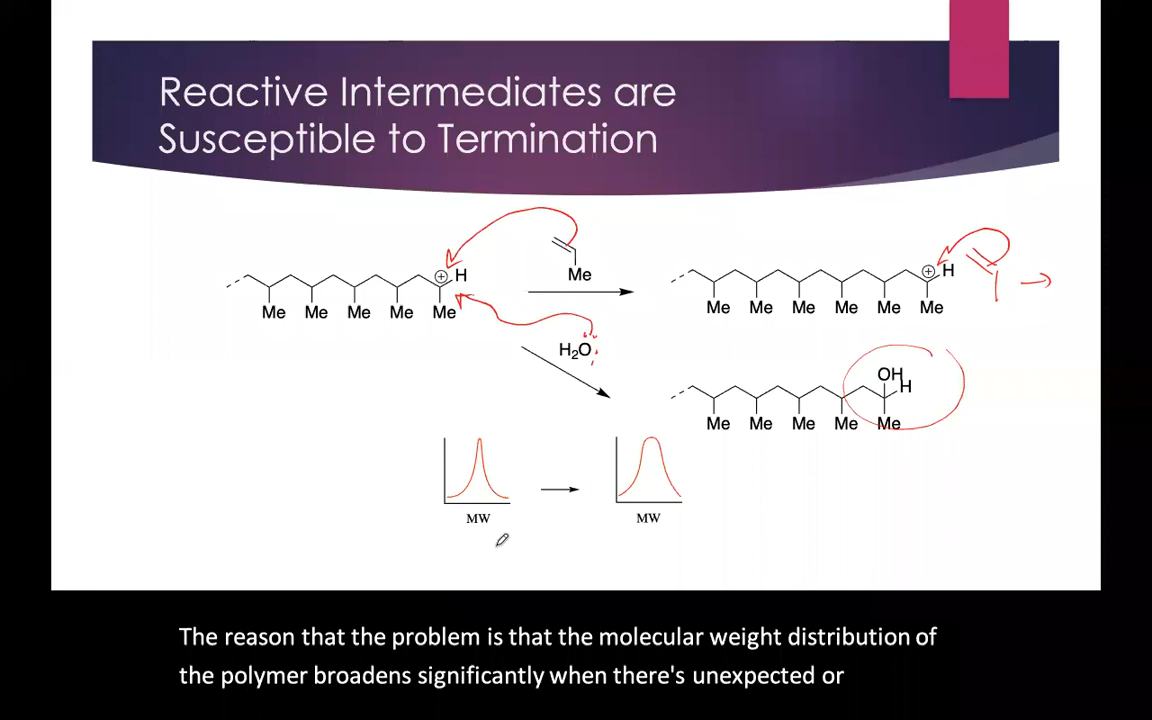 Reactive Intermediates are
Susceptible to Termination
Me
⊕ H
⊕ H
Me Me Me Me Me
Me Me Me Me Me Me
H₂O
OH
H
Me Me Me Me Me
MW
MW
The reason that the problem is that the molecular weight distribution of
the polymer broadens significantly when there's unexpected or